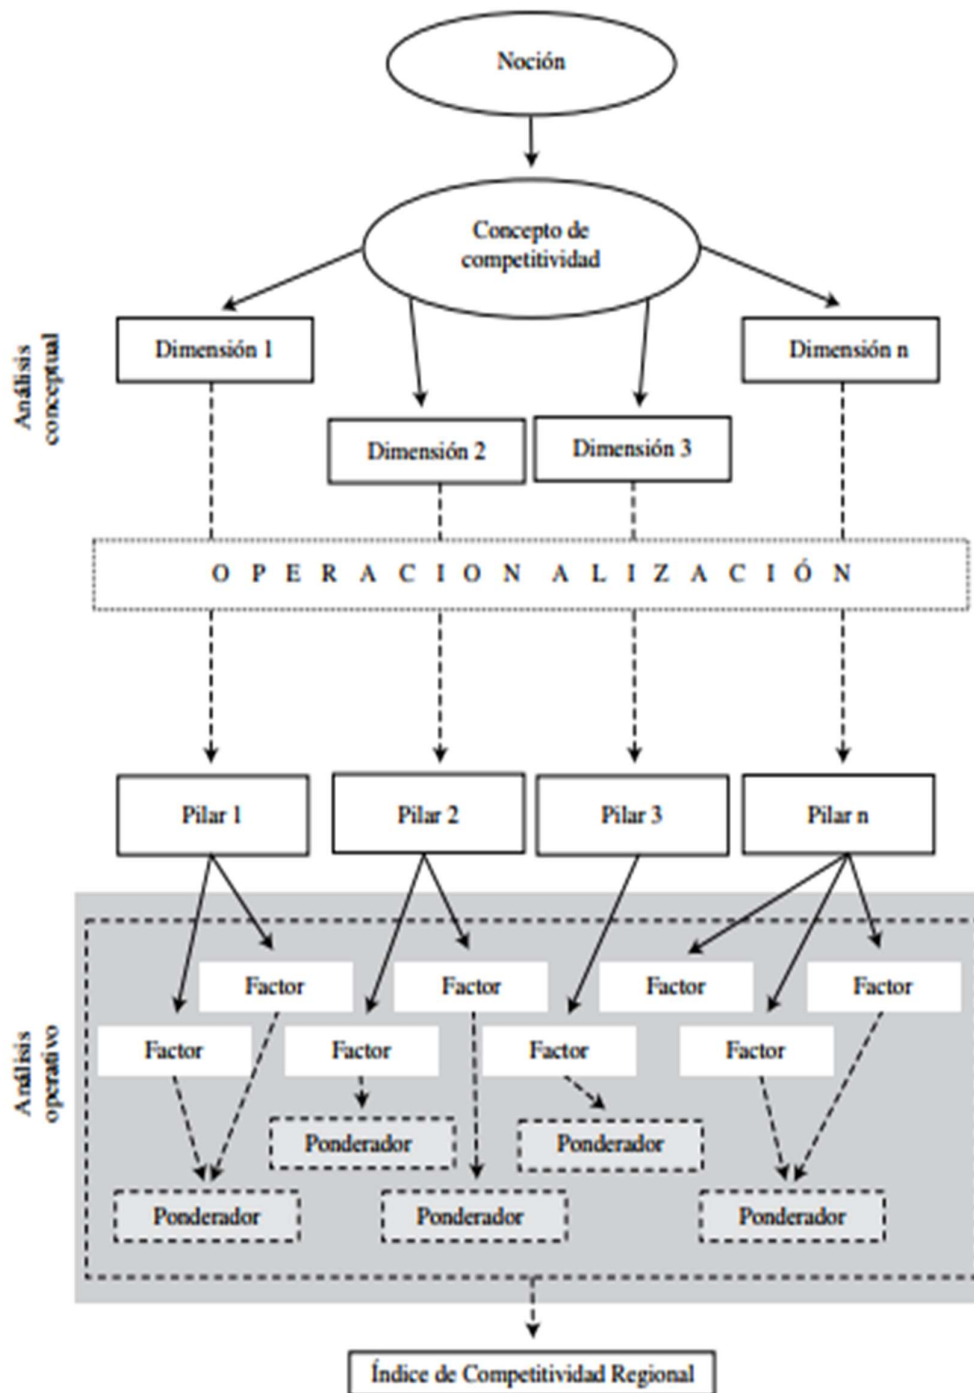 Noción
Concepto de
competitividad
Análisis
conceptual
Dimensión 1
Dimensión n
Dimensión 2
Dimensión 3
OPERACIONALIZACIÓN
Pilar 1
Pilar 2
Pilar 3
Pilar n
Análisis
operativo
Factor
Factor
Factor
Factor
Factor
Factor
Factor
Factor
Ponderador
Ponderador
Ponderador
Ponderador
Ponderador
Índice de Competitividad Regional